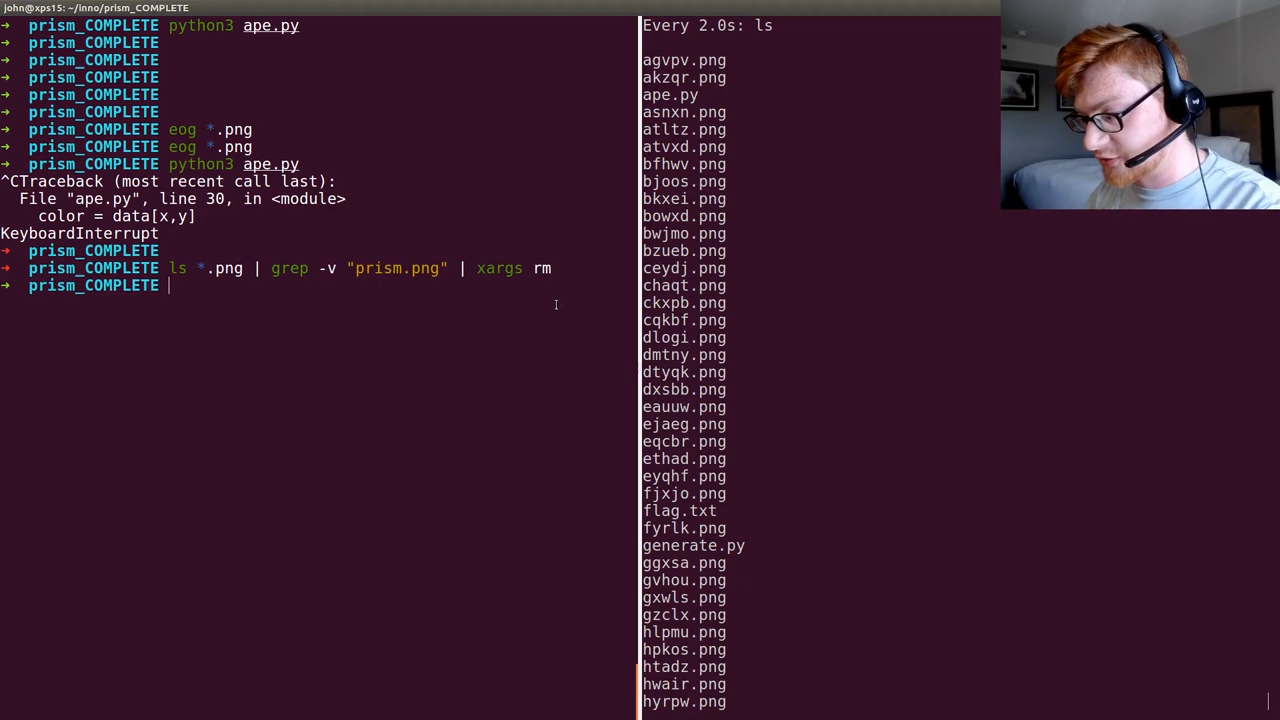 john@xps15: ~/inno/prism_COMPLETE
➜ prism_COMPLETE python3 ape.py
➜ prism_COMPLETE
➜ prism_COMPLETE
➜ prism_COMPLETE
➜ prism_COMPLETE
➜ prism_COMPLETE
➜ prism_COMPLETE eog *.png
➜ prism_COMPLETE eog *.png
➜ prism_COMPLETE python3 ape.py
^CTraceback (most recent call last):
  File "ape.py", line 30, in <module>
    color = data[x,y]
KeyboardInterrupt
➜ prism_COMPLETE
➜ prism_COMPLETE ls *.png | grep -v "prism.png" | xargs rm
➜ prism_COMPLETE
Every 2.0s: ls
agvpv.png
akzqr.png
ape.py
asnxn.png
atltz.png
atvxd.png
bfhwv.png
bjoos.png
bkxei.png
bowxd.png
bwjmo.png
bzueb.png
ceydj.png
chaqt.png
ckxpb.png
cqkbf.png
dlogi.png
dmtny.png
dtyqk.png
dxsbb.png
eauuw.png
ejaeg.png
eqcbr.png
ethad.png
eyqhf.png
fjxjo.png
flag.txt
fyrlk.png
generate.py
ggxsa.png
gvhou.png
gxwls.png
gzclx.png
hlpmu.png
hpkos.png
htadz.png
hwair.png
hyrpw.png